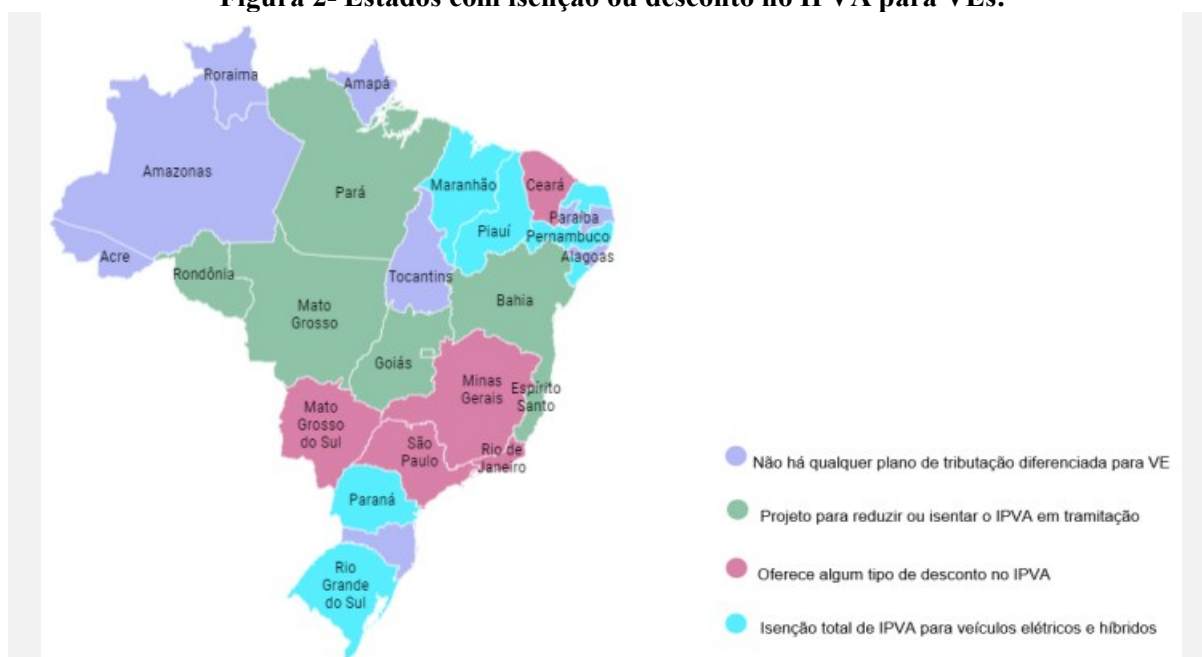 Figura 2- Estados com isenção ou desconto no IPVA para VEs.
Roraima
Amapá
Amazonas
Pará
Maranhão
Ceará
Paraíba
Piauí
Pernambuco
Alagoas
Acre
Rondônia
Tocantins
Mato
Grosso
Bahia
Goiás
Minas
Gerais
Espírito
Santo
Mato
Grosso
do Sul
São
Paulo
Rio de
Janeiro
Paraná
Rio
Grande
do Sul
Não há qualquer plano de tributação diferenciada para VE
Projeto para reduzir ou isentar o IPVA em tramitação
Oferece algum tipo de desconto no IPVA
Isenção total de IPVA para veículos elétricos e híbridos